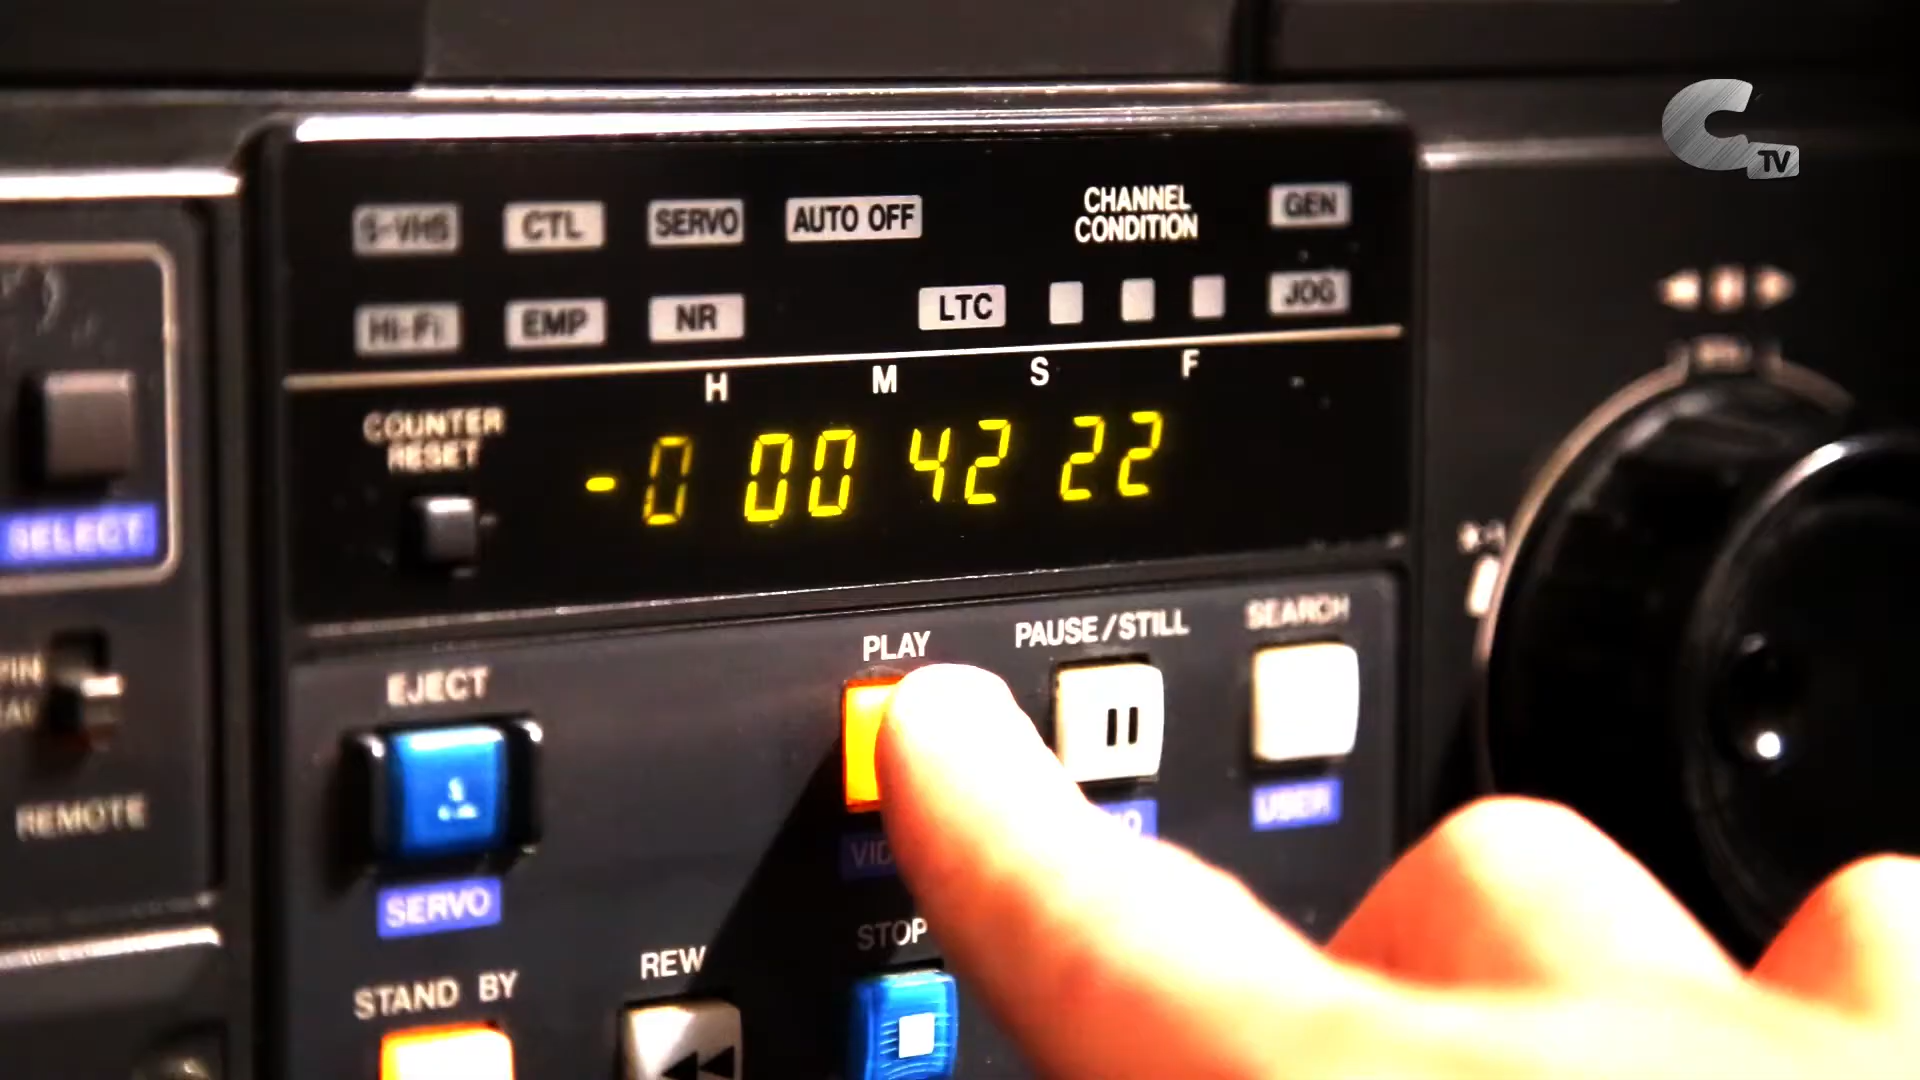 C TV
S-VHS CTL SERVO AUTO OFF CHANNEL CONDITION GEN
Hi-Fi EMP NR LTC JOG
H M S F
COUNTER RESET
-0 00 42 22
SELECT
PLAY PAUSE/STILL SEARCH
EJECT
USER
REMOTE
SERVO
STOP
REW
STAND BY